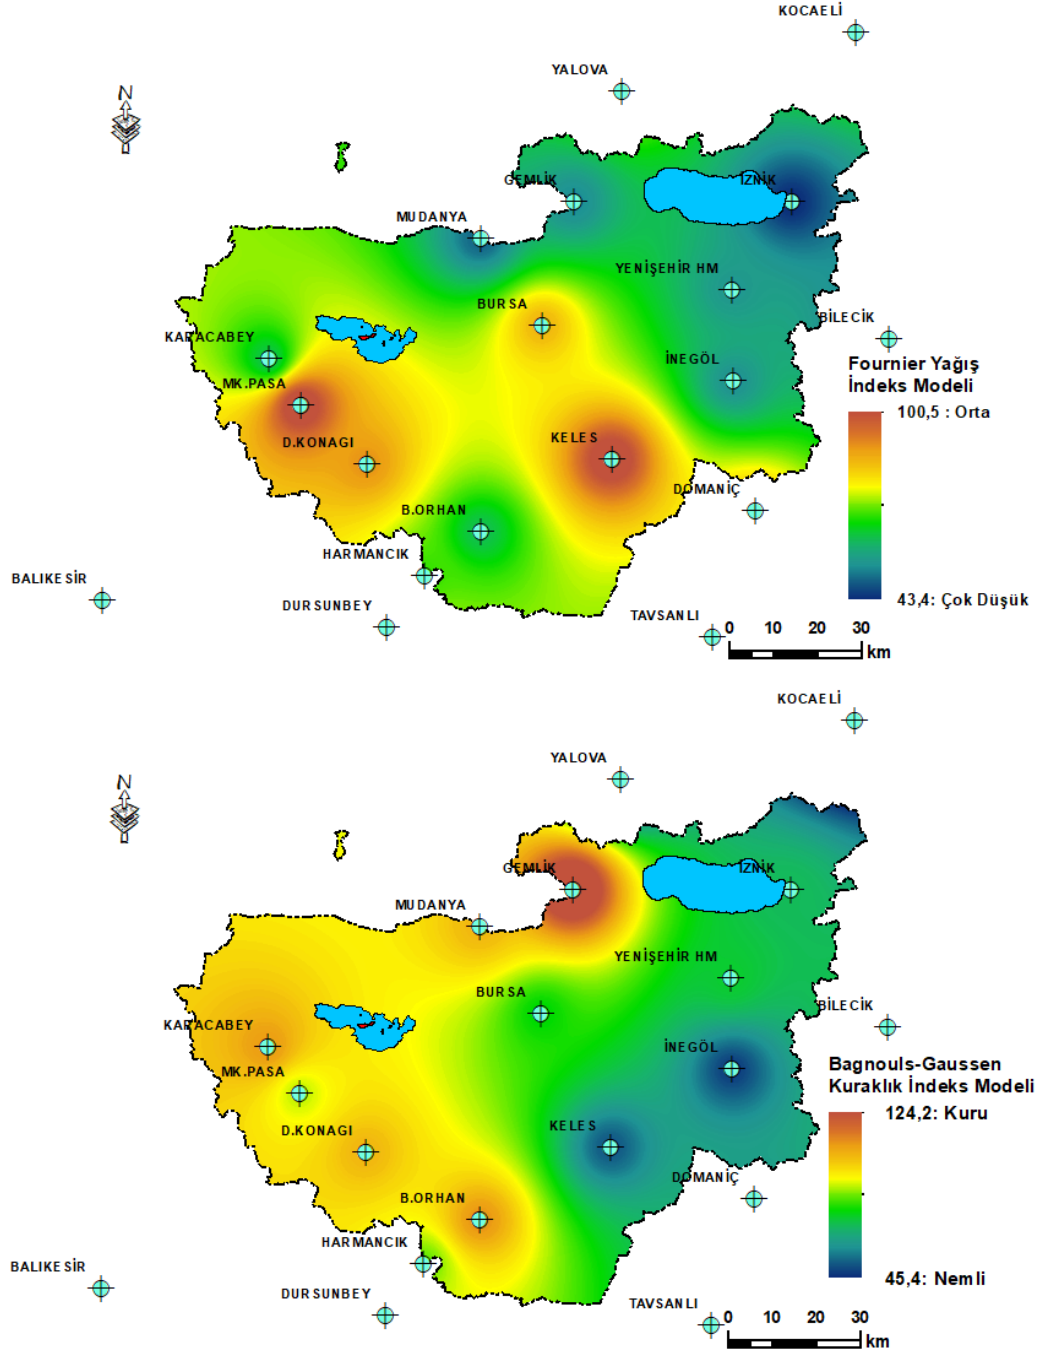 KOCAELİ
YALOVA
N
GEMLİK
İZNİK
MUDANYA
YENİŞEHİR HM
BURSA
BİLECİK
KARACABEY
İNEGÖL
Fournier Yağış
İndeks Modeli
MK.PASA
100,5 : Orta
D.KONAGI
KELES
DOMANİÇ
B.ORHAN
HARMANCIK
BALIKESİR
43,4: Çok Düşük
DURSUNBEY
TAVSANLI
0 10 20 30
km
KOCAELİ
YALOVA
N
GEMLİK
İZNİK
MUDANYA
YENİŞEHİR HM
BURSA
BİLECİK
KARACABEY
İNEGÖL
Bagnouls-Gaussen
Kuraklık İndeks Modeli
MK.PASA
124,2: Kuru
D.KONAGI
KELES
DOMANİÇ
B.ORHAN
HARMANCIK
BALIKESİR
45,4: Nemli
DURSUNBEY
TAVSANLI
0 10 20 30
km